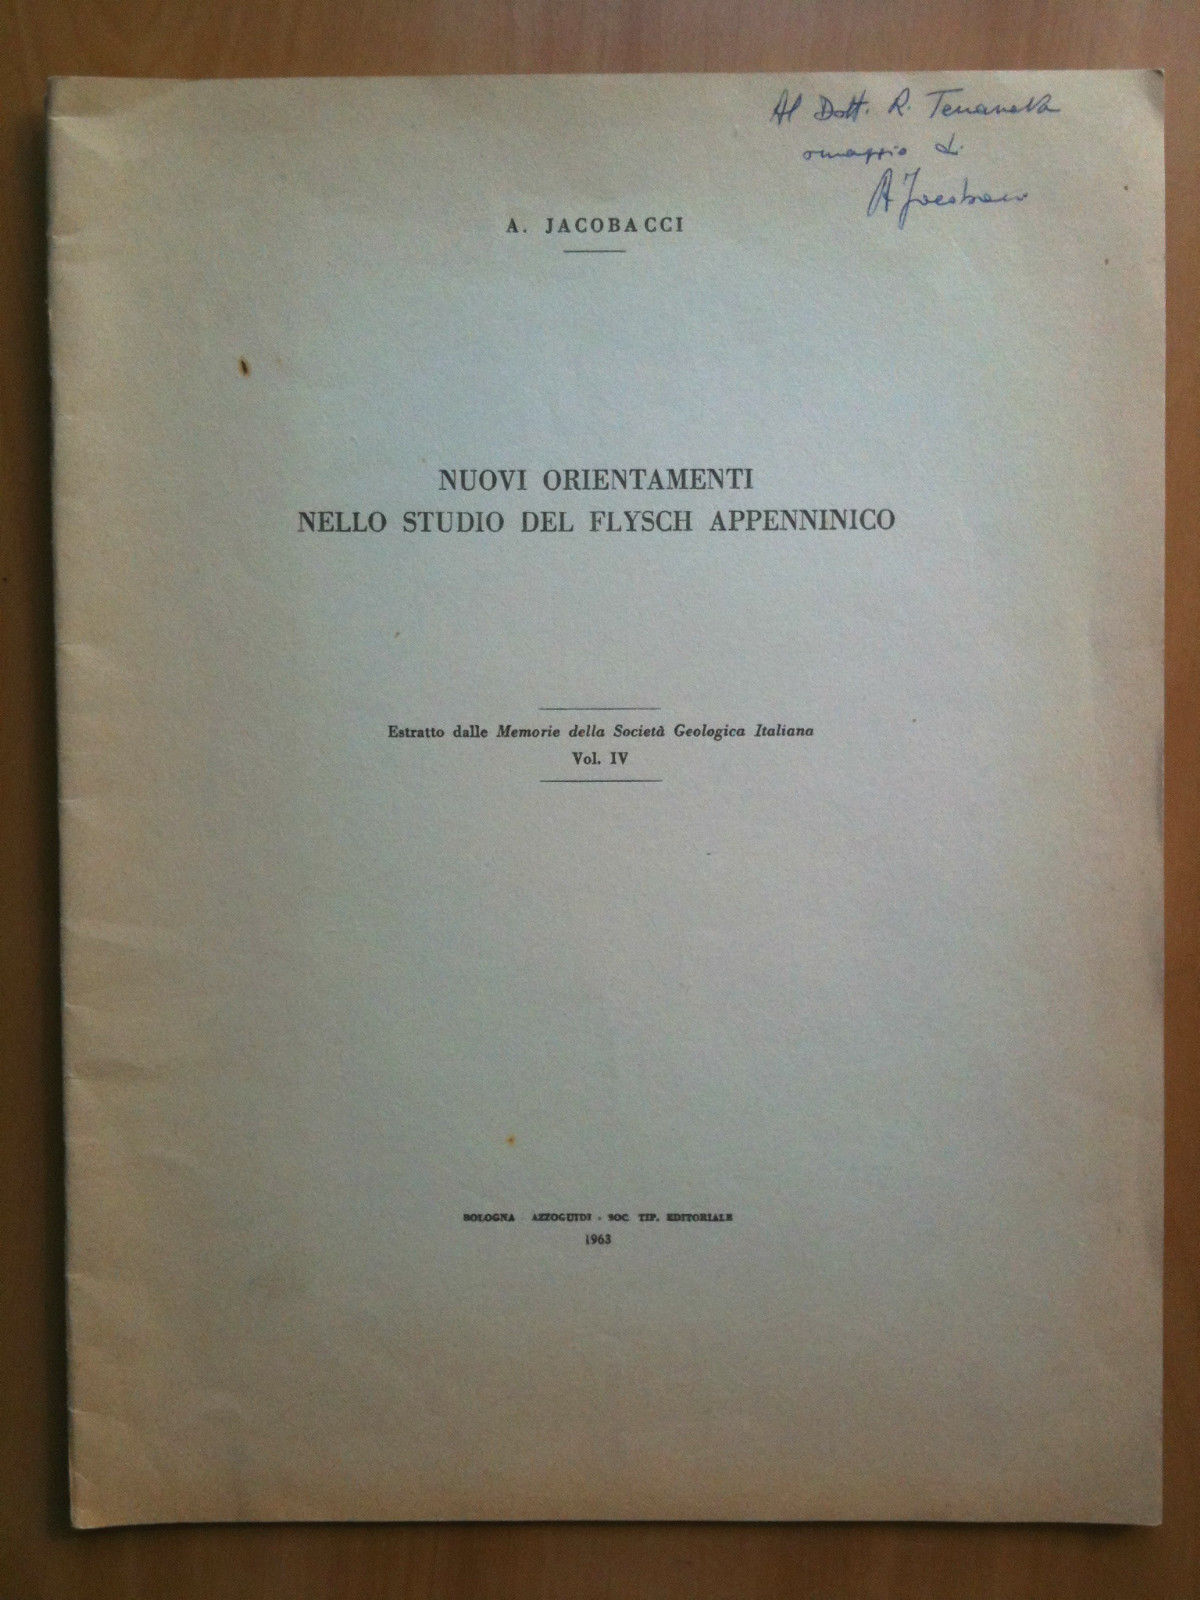 Al Dott. R.
omaggio di
A Jacobacci
A. JACOBACCI
NUOVI ORIENTAMENTI
NELLO STUDIO DEL FLYSCH APPENNINICO
Estratto dalle Memorie della Società Geologica Italiana
Vol. IV
BOLOGNA - AZZOGUIDI - SOC. TIP. EDITORIALE
1963